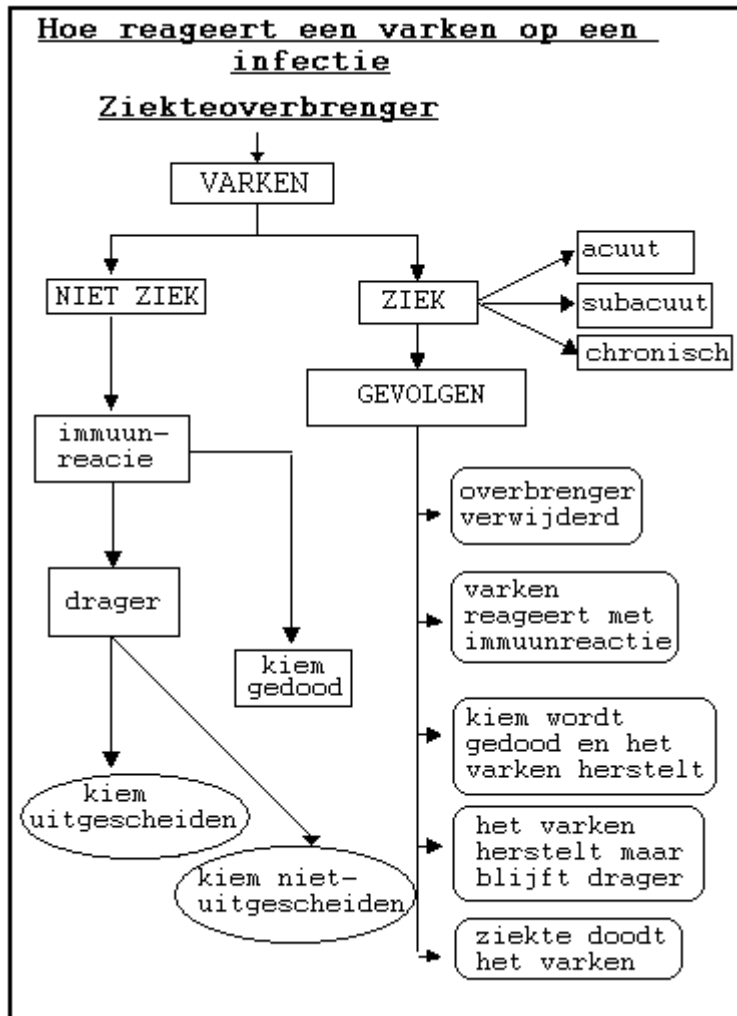 Hoe reageert een varken op een
infectie
Ziekteoverbrenger
VARKEN
NIET ZIEK
ZIEK
acuut
subacuut
chronisch
GEVOLGEN
immuun-
reacie
drager
kiem
gedood
kiem
uitgescheiden
kiem niet-
uitgescheiden
overbrenger
verwijderd
varken
reageert met
immuunreactie
kiem wordt
gedood en het
varken herstelt
het varken
herstelt maar
blijft drager
ziekte doodt
het varken